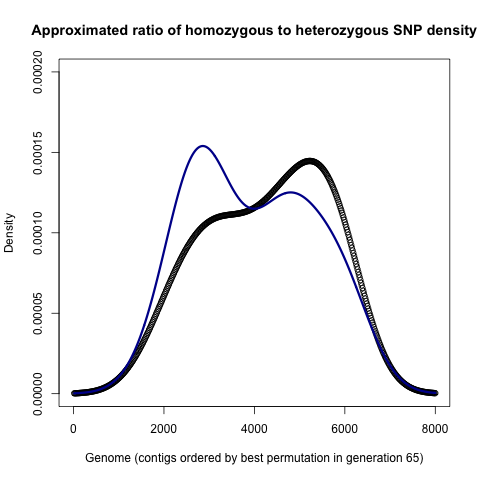 Approximated ratio of homozygous to heterozygous SNP density
0.00020
0.00015
0.00010
0.00005
0.00000
Density
0 2000 4000 6000 8000
Genome (contigs ordered by best permutation in generation 65)